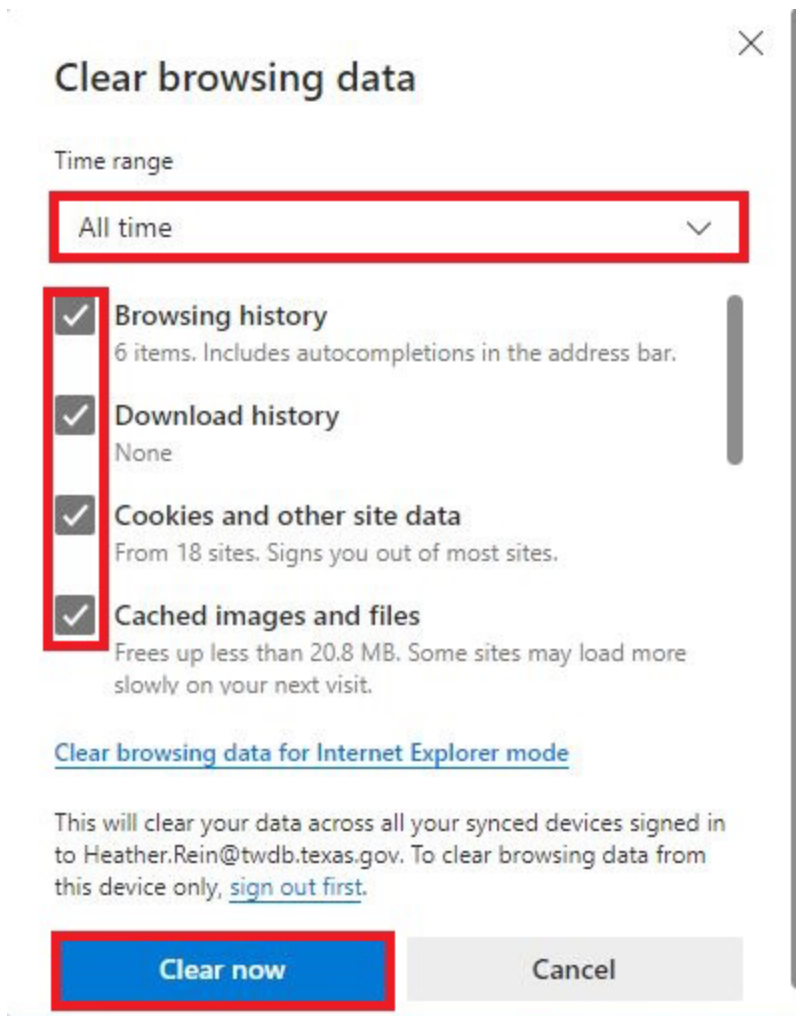 Clear browsing data
Time range
All time
Browsing history
6 items. Includes autocompletions in the address bar.
Download history
None
Cookies and other site data
From 18 sites. Signs you out of most sites.
Cached images and files
Frees up less than 20.8 MB. Some sites may load more
slowly on your next visit.
Clear browsing data for Internet Explorer mode
This will clear your data across all your synced devices signed in
to Heather.Rein@twdb.texas.gov. To clear browsing data from
this device only, sign out first.
Clear now
Cancel